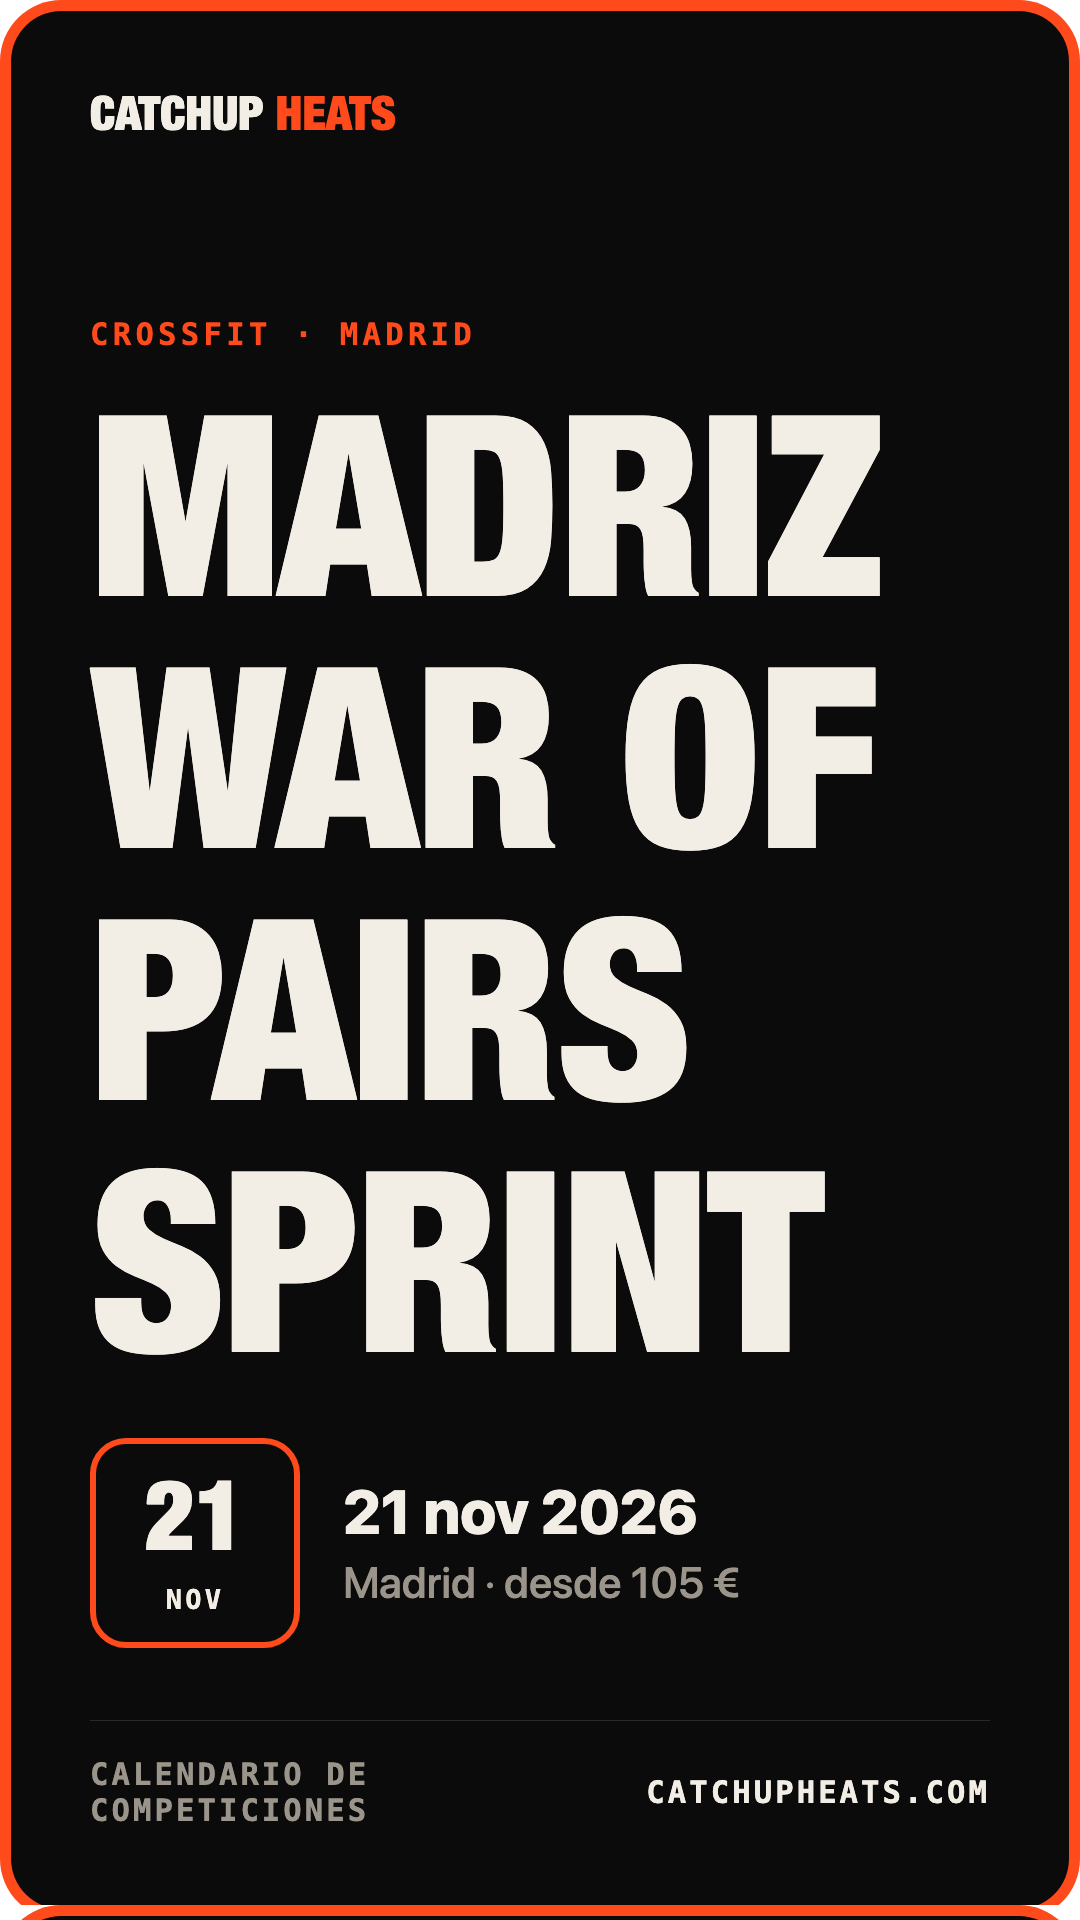 CATCHUP HEATS
CROSSFIT · MADRID
MADRIZ
WAR OF
PAIRS
SPRINT
21
NOV
21 nov 2026
Madrid · desde 105 €
CALENDARIO DE
COMPETICIONES
CATCHUPHEATS.COM